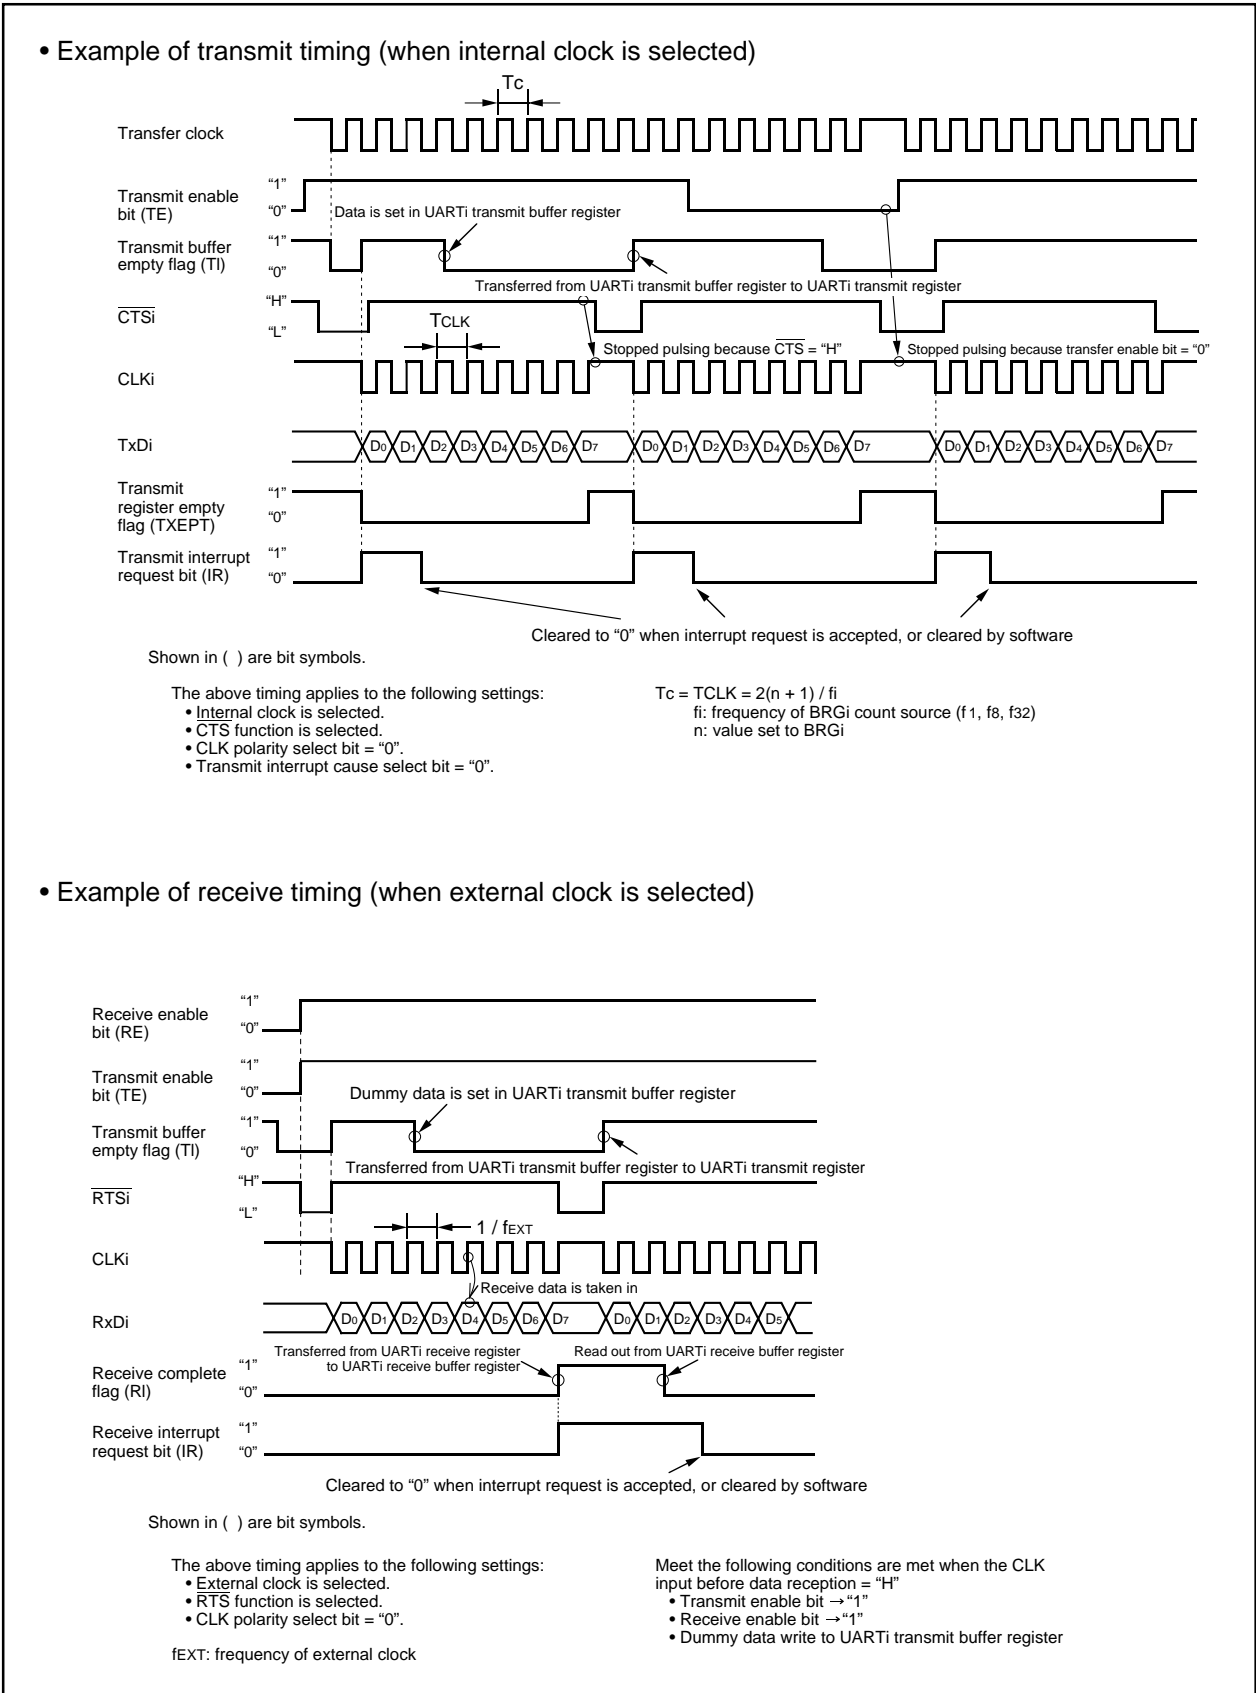 • Example of transmit timing (when internal clock is selected)
Tc
Transfer clock
Transmit enable
bit (TE)
“1”
“0”
Data is set in UARTi transmit buffer register
Transmit buffer
empty flag (TI)
“1”
“0”
Transferred from UARTi transmit buffer register to UARTi transmit register
CTSi
“H”
“L”
TCLK
Stopped pulsing because CTS = “H”
Stopped pulsing because transfer enable bit = “0”
CLKi
TxDi
D0 D1 D2 D3 D4 D5 D6 D7 D0 D1 D2 D3 D4 D5 D6 D7 D0 D1 D2 D3 D4 D5 D6 D7
Transmit
register empty
flag (TXEPT)
“1”
“0”
Transmit interrupt
request bit (IR)
“1”
“0”
Cleared to “0” when interrupt request is accepted, or cleared by software
Shown in ( ) are bit symbols.
The above timing applies to the following settings:
• Internal clock is selected.
• CTS function is selected.
• CLK polarity select bit = “0”.
• Transmit interrupt cause select bit = “0”.
Tc = TCLK = 2(n + 1) / fi
fi: frequency of BRGi count source (f1, f8, f32)
n: value set to BRGi
• Example of receive timing (when external clock is selected)
Receive enable
bit (RE)
“1”
“0”
Transmit enable
bit (TE)
“1”
“0”
Dummy data is set in UARTi transmit buffer register
Transmit buffer
empty flag (TI)
“1”
“0”
Transferred from UARTi transmit buffer register to UARTi transmit register
RTSi
“H”
“L”
1 / fEXT
CLKi
Receive data is taken in
RxDi
D0 D1 D2 D3 D4 D5 D6 D7 D0 D1 D2 D3 D4 D5
Transferred from UARTi receive register
to UARTi receive buffer register
Read out from UARTi receive buffer register
Receive complete
flag (RI)
“1”
“0”
Receive interrupt
request bit (IR)
“1”
“0”
Cleared to “0” when interrupt request is accepted, or cleared by software
Shown in ( ) are bit symbols.
The above timing applies to the following settings:
• External clock is selected.
• RTS function is selected.
• CLK polarity select bit = “0”.
fEXT: frequency of external clock
Meet the following conditions are met when the CLK
input before data reception = “H”
• Transmit enable bit → “1”
• Receive enable bit → “1”
• Dummy data write to UARTi transmit buffer register